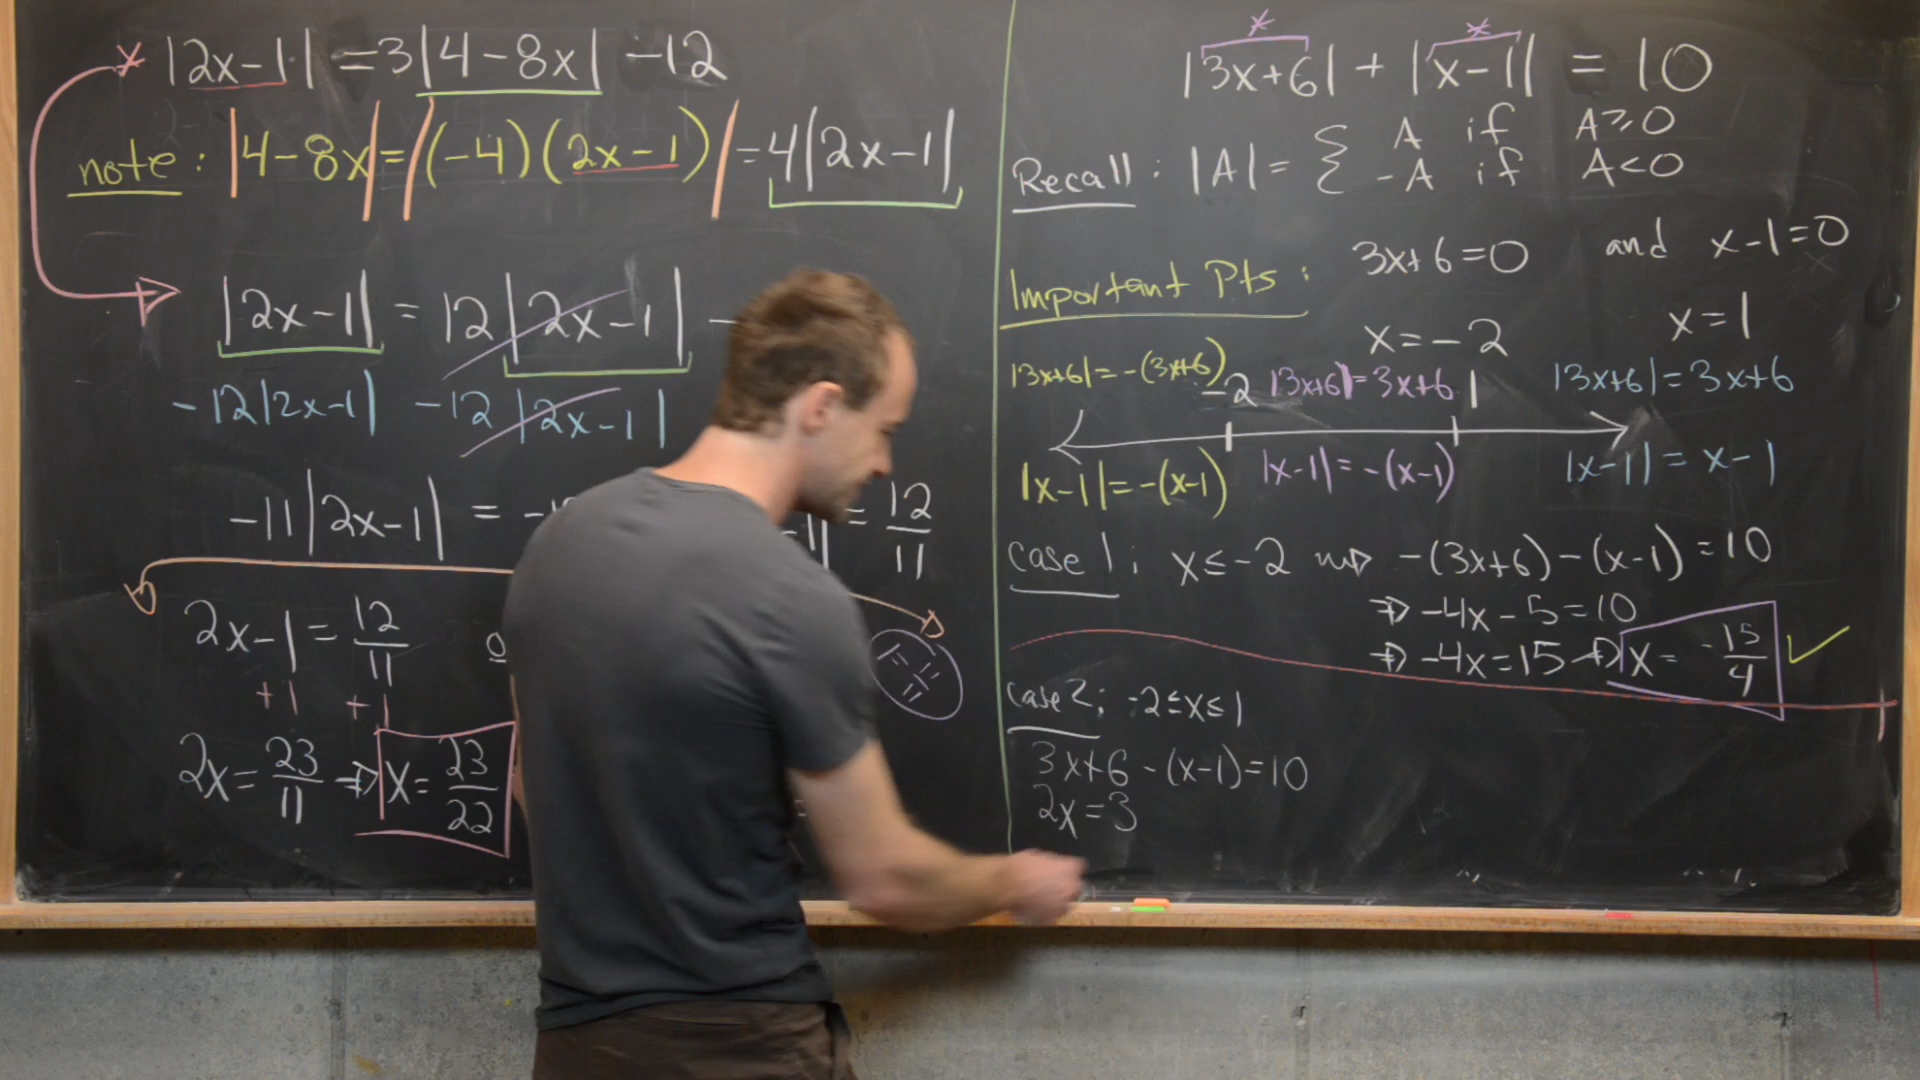 |2x-1| = 3|4-8x| -12
note: |4-8x| = |(-4)(2x-1)| = 4|2x-1|
|2x-1| = 12|2x-1| -
-12|2x-1| -12|2x-1|
-11|2x-1| = = 12/11
2x-1 = 12/11
+1 +1
2x = 23/11 ⇒ x = 23/22
|3x+6| + |x-1| = 10
Recall: |A| = { A if A≥0
-A if A<0
Important Pts: 3x+6=0 and x-1=0
x=-2 x=1
|3x+6|=-(3x+6) -2 |3x+6|=3x+6 1 |3x+6|=3x+6
|x-1|=-(x-1) |x-1|=-(x-1) |x-1|=x-1
case 1: x≤-2 ⇝ -(3x+6)-(x-1)=10
⇒ -4x-5=10
⇒ -4x=15 ⇒ x=-15/4 ✓
case 2: -2≤x≤1
3x+6-(x-1)=10
2x=3